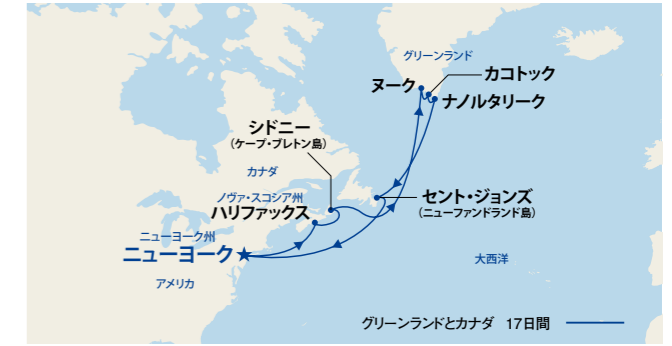 グリーンランド
カコトック
ヌーク
ナノルタリーク
シドニー
(ケープ・ブレトン島)
カナダ
ノヴァ・スコシア州
ハリファックス
セント・ジョンズ
(ニューファンドランド島)
ニューヨーク州
ニューヨーク
大西洋
アメリカ
グリーンランドとカナダ 17日間